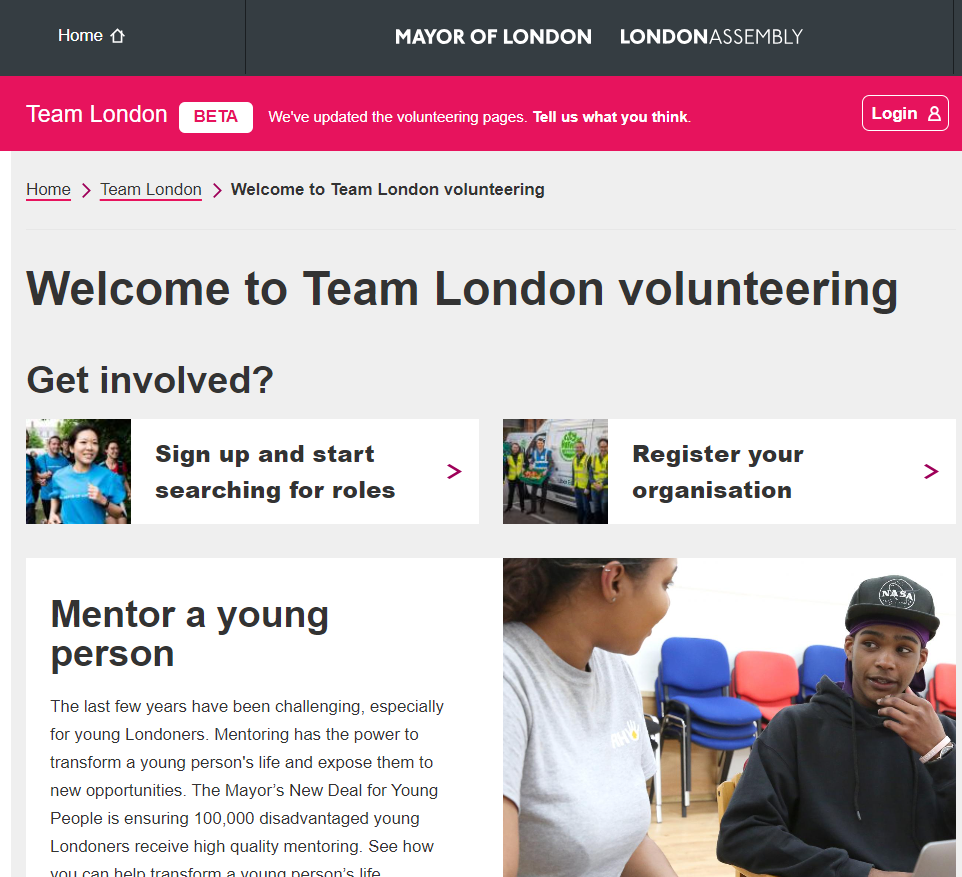 Home
MAYOR OF LONDON LONDONASSEMBLY
Team London BETA We've updated the volunteering pages. Tell us what you think. Login
Home Team London Welcome to Team London volunteering
Welcome to Team London volunteering
Get involved?
Sign up and start
searching for roles
Register your
organisation
Mentor a young
person
The last few years have been challenging, especially
for young Londoners. Mentoring has the power to
transform a young person's life and expose them to
new opportunities. The Mayor’s New Deal for Young
People is ensuring 100,000 disadvantaged young
Londoners receive high quality mentoring. See how
you can help transform a young person’s life
NASA